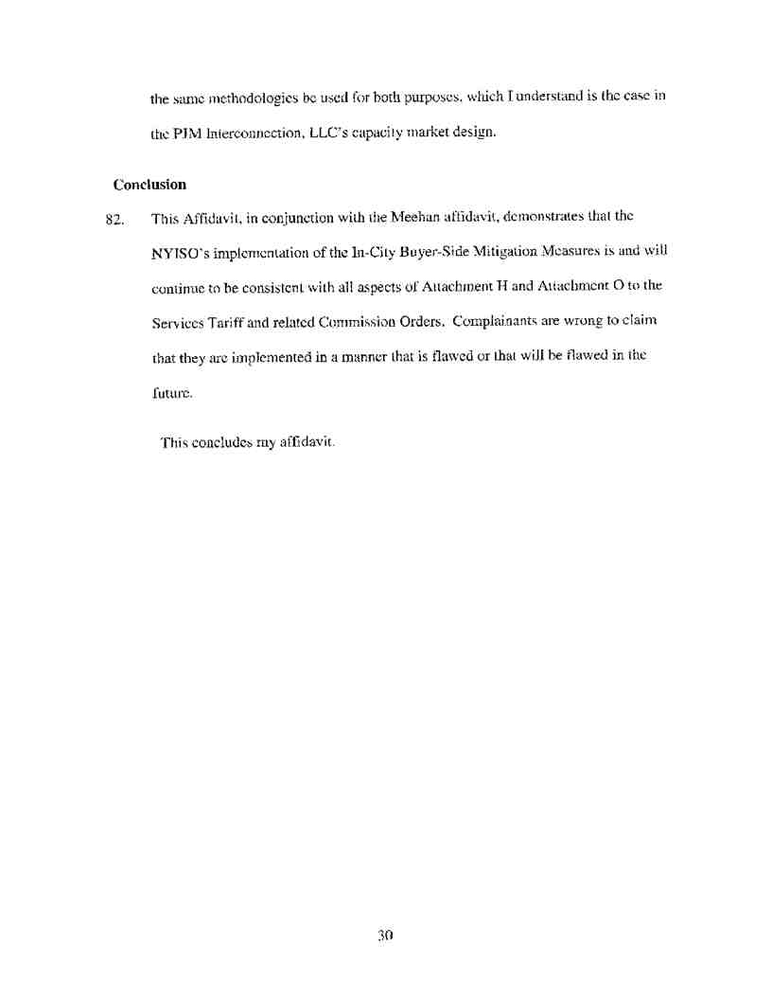 the same methodologies be used for both purposes, which I understand is the case in
the PJM Interconnection, LLC's capacity market design.
Conclusion
82. This Affidavit, in conjunction with the Meehan affidavit, demonstrates that the
NYISO's implementation of the In-City Buyer-Side Mitigation Measures is and will
continue to be consistent with all aspects of Attachment H and Attachment O to the
Services Tariff and related Commission Orders. Complainants are wrong to claim
that they are implemented in a manner that is flawed or that will be flawed in the
future.
This concludes my affidavit.
30